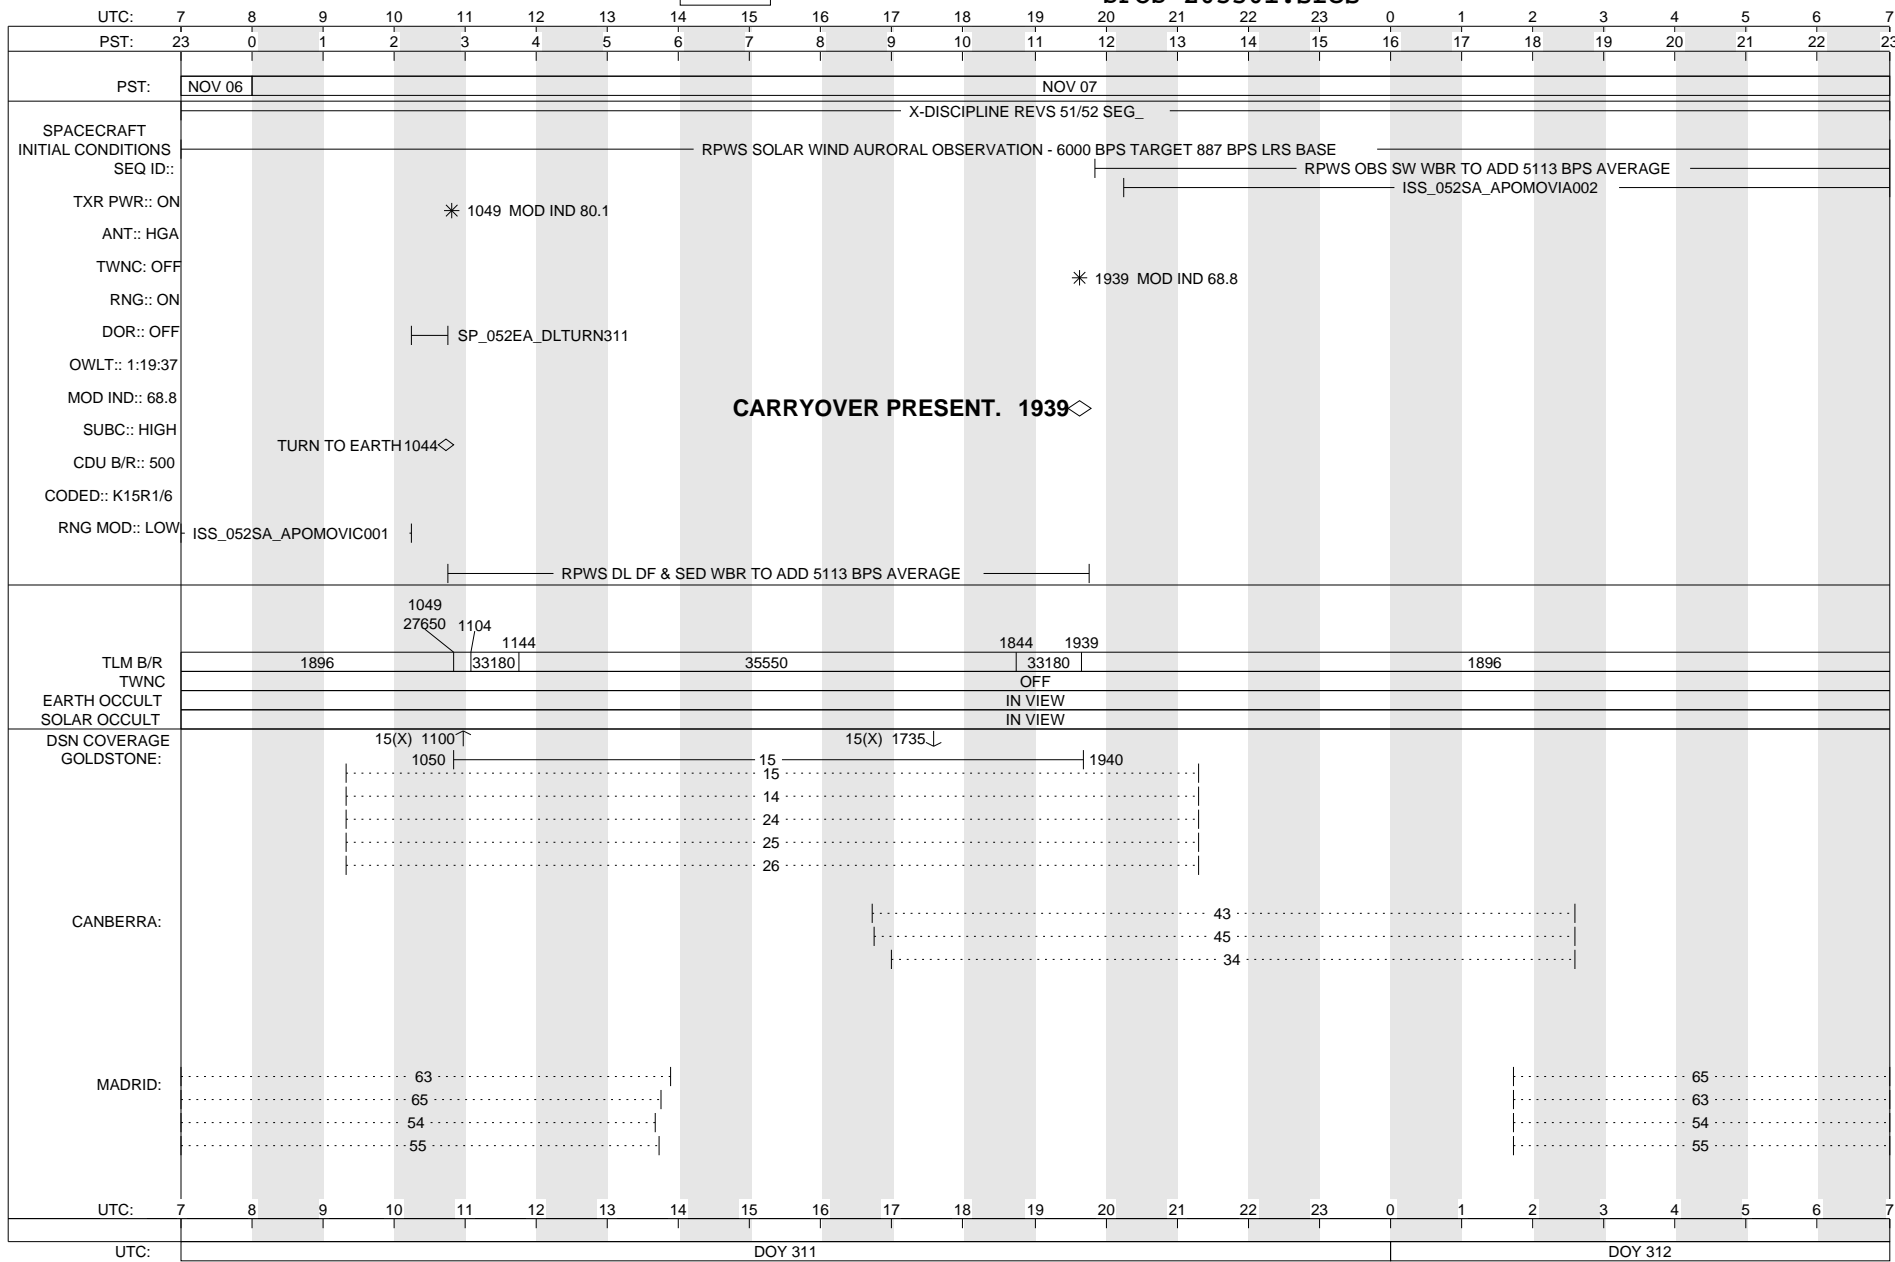 UTC: 7 8 9 10 11 12 13 14 15 16 17 18 19 20 21 22 23 0 1 2 3 4 5 6 7
PST: 23 0 1 2 3 4 5 6 7 8 9 10 11 12 13 14 15 16 17 18 19 20 21 22 23
PST: NOV 06 NOV 07
X-DISCIPLINE REVS 51/52 SEG_
SPACECRAFT
INITIAL CONDITIONS RPWS SOLAR WIND AURORAL OBSERVATION - 6000 BPS TARGET 887 BPS LRS BASE
SEQ ID:: RPWS OBS SW WBR TO ADD 5113 BPS AVERAGE
ISS_052SA_APOMOVIA002
TXR PWR:: ON
1049 MOD IND 80.1
ANT:: HGA
TWNC: OFF
1939 MOD IND 68.8
RNG:: ON
DOR:: OFF SP_052EA_DLTURN311
OWLT:: 1:19:37
MOD IND:: 68.8
CARRYOVER PRESENT. 1939
SUBC:: HIGH
TURN TO EARTH 1044
CDU B/R:: 500
CODED:: K15R1/6
RNG MOD:: LOW ISS_052SA_APOMOVIC001
RPWS DL DF & SED WBR TO ADD 5113 BPS AVERAGE
1049
27650 1104
1144 1844 1939
TLM B/R 1896 33180 35550 33180 1896
TWNC OFF
EARTH OCCULT IN VIEW
SOLAR OCCULT IN VIEW
DSN COVERAGE 15(X) 1100 15(X) 1735
GOLDSTONE: 1050 15 1940
15
14
24
25
26
CANBERRA: 43
45
34
MADRID: 63 65
65 63
54 54
55 55
UTC: 7 8 9 10 11 12 13 14 15 16 17 18 19 20 21 22 23 0 1 2 3 4 5 6 7
UTC: DOY 311 DOY 312